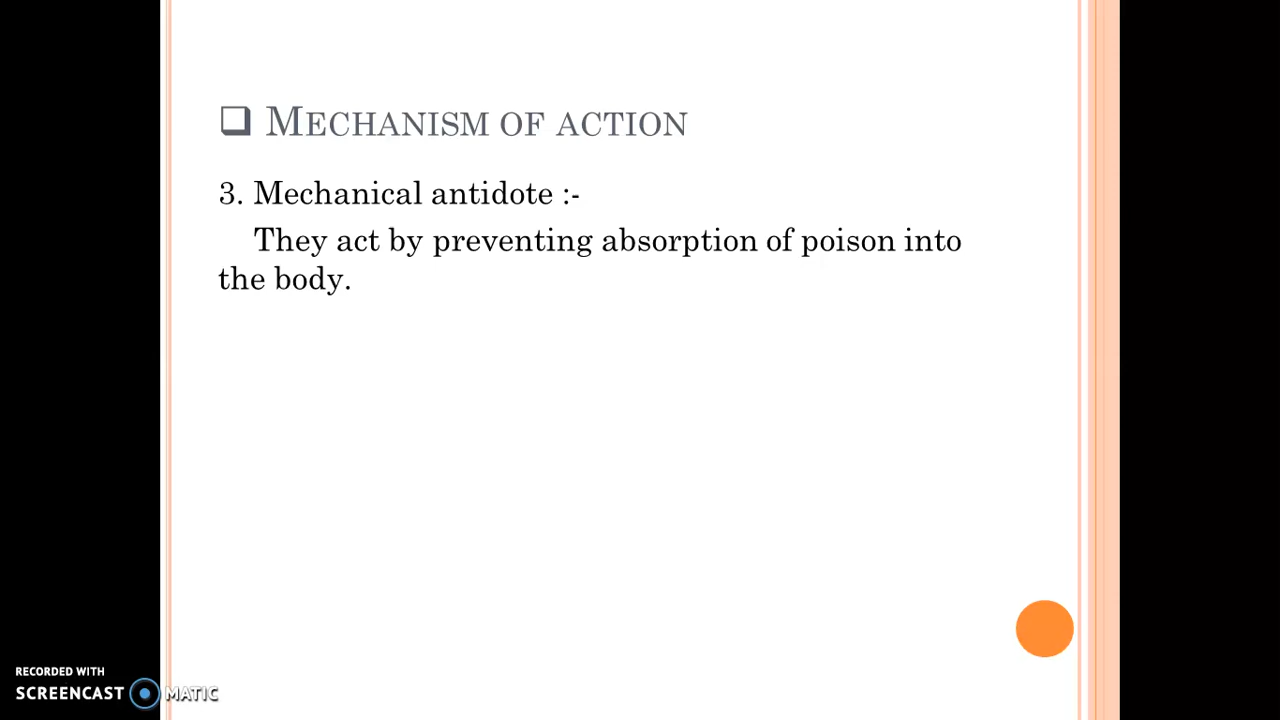 MECHANISM OF ACTION
3. Mechanical antidote :-
They act by preventing absorption of poison into
the body.
RECORDED WITH
SCREENCAST MATIC